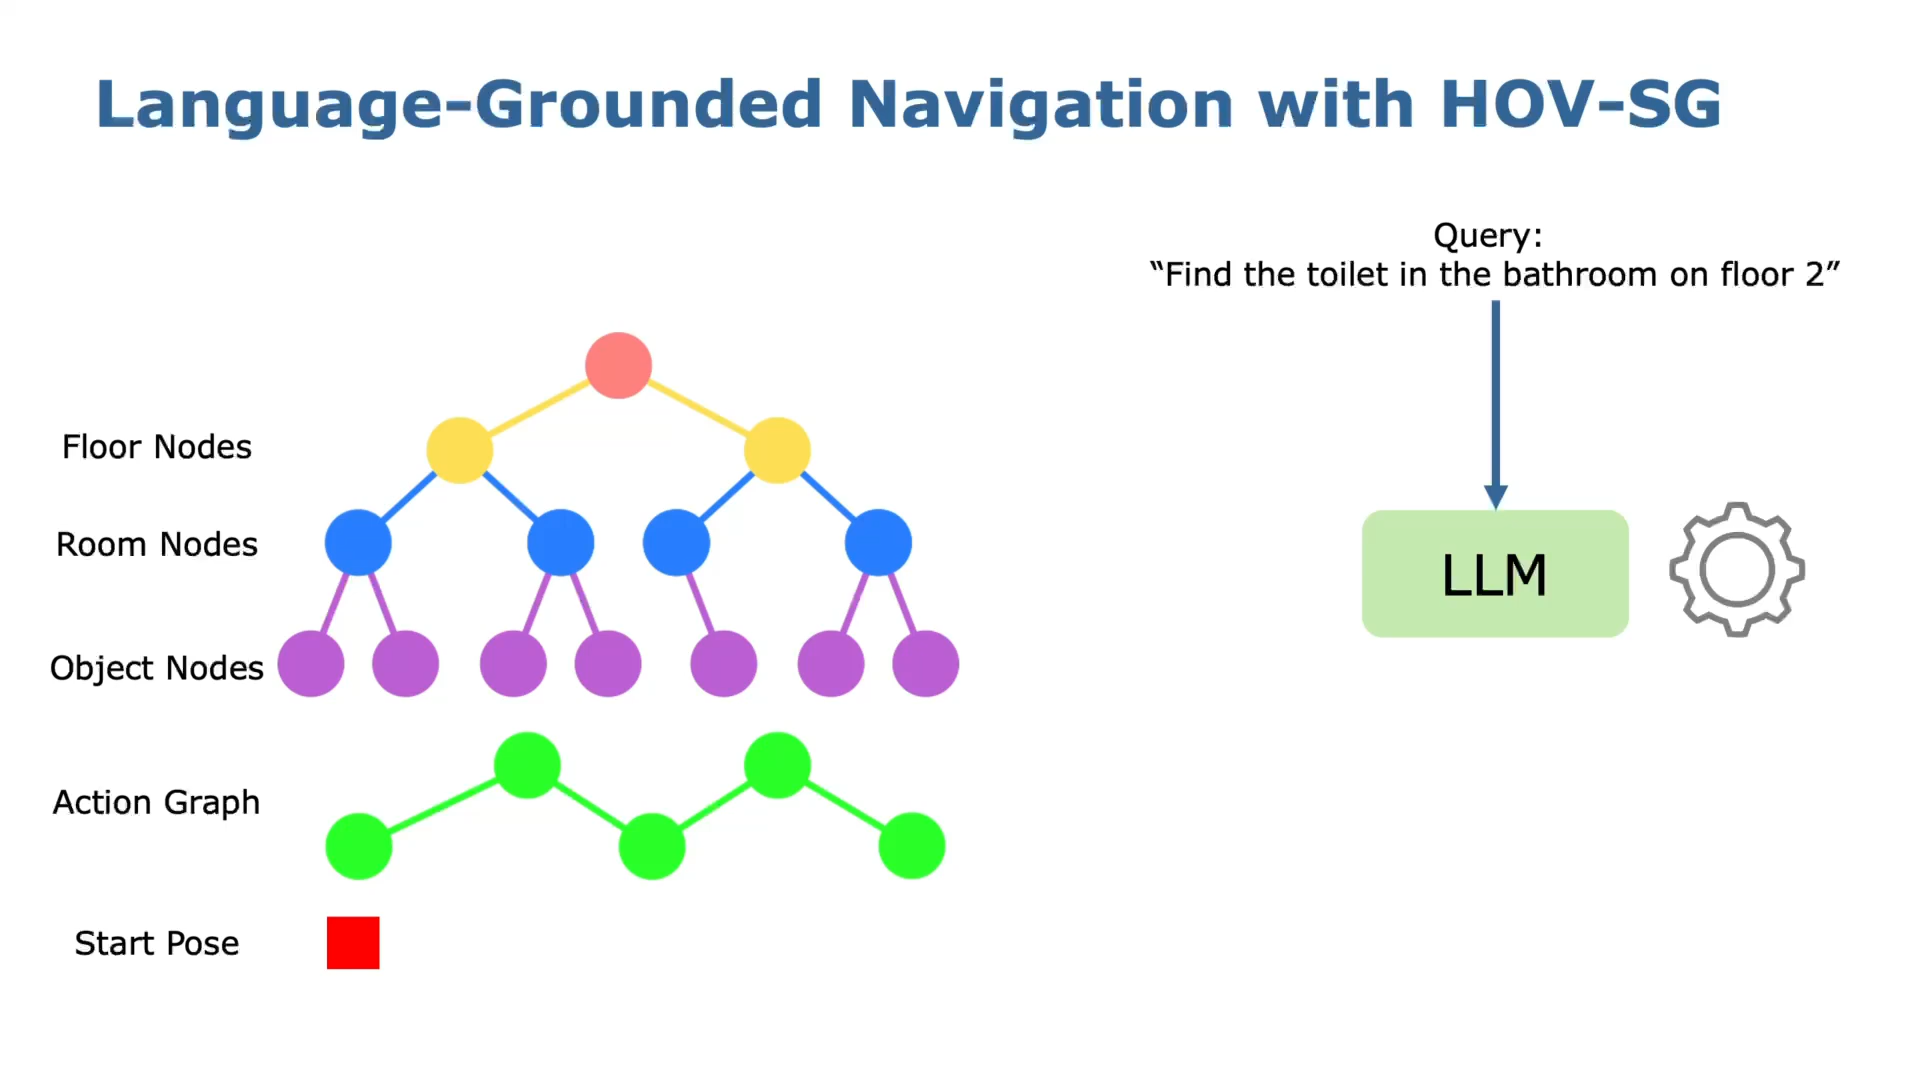 Language-Grounded Navigation with HOV-SG
Query:
“Find the toilet in the bathroom on floor 2”
LLM
Floor Nodes
Room Nodes
Object Nodes
Action Graph
Start Pose